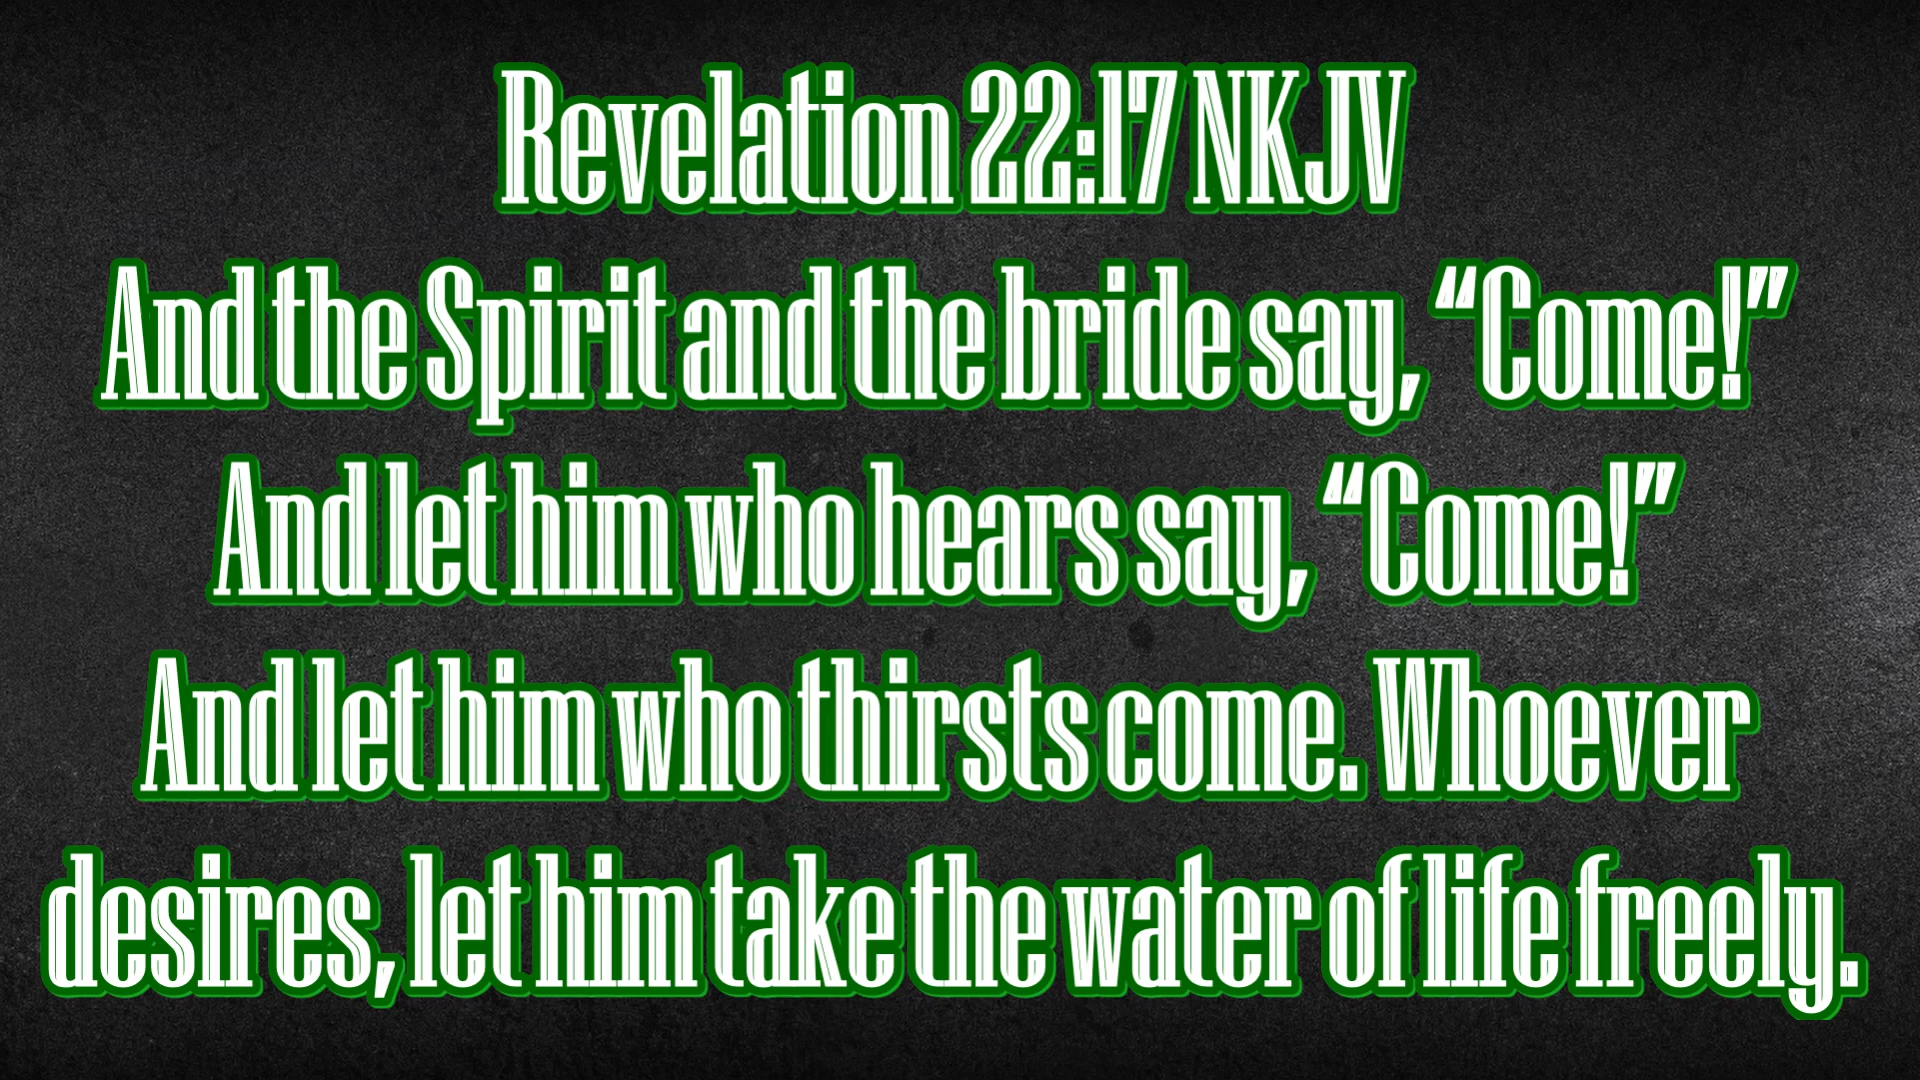 Revelation 22:17 NKJV
And the Spirit and the bride say, “Come!”
And let him who hears say, “Come!”
And let him who thirsts come. Whoever
desires, let him take the water of life freely.